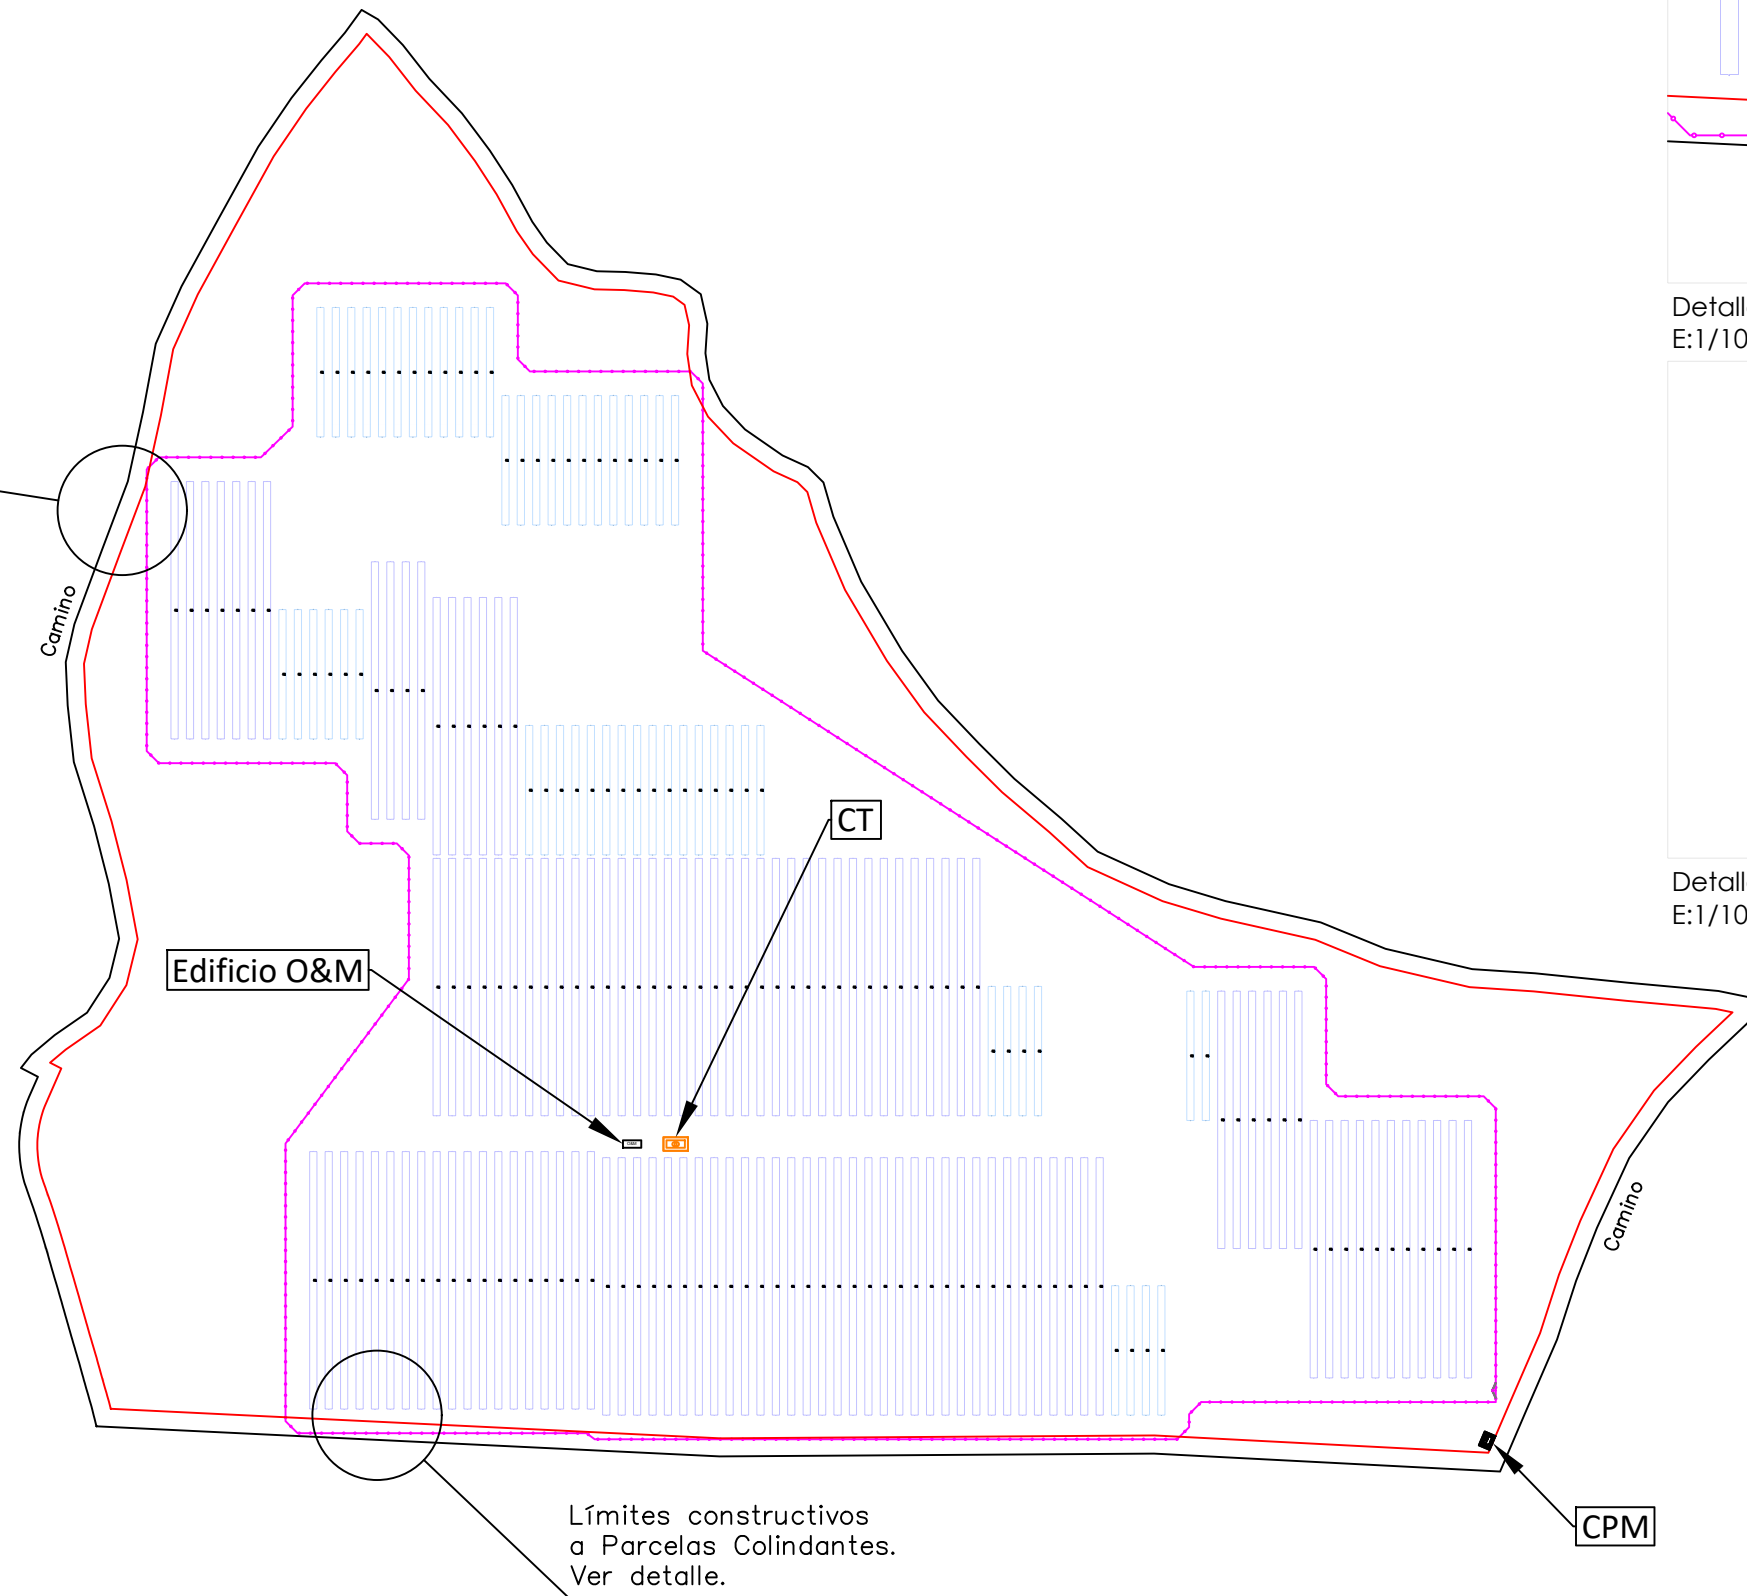 Detall
E:1/10
Camino
CT
Detall
E:1/10
Edificio O&M
Camino
Límites constructivos
a Parcelas Colindantes.
Ver detalle.
CPM